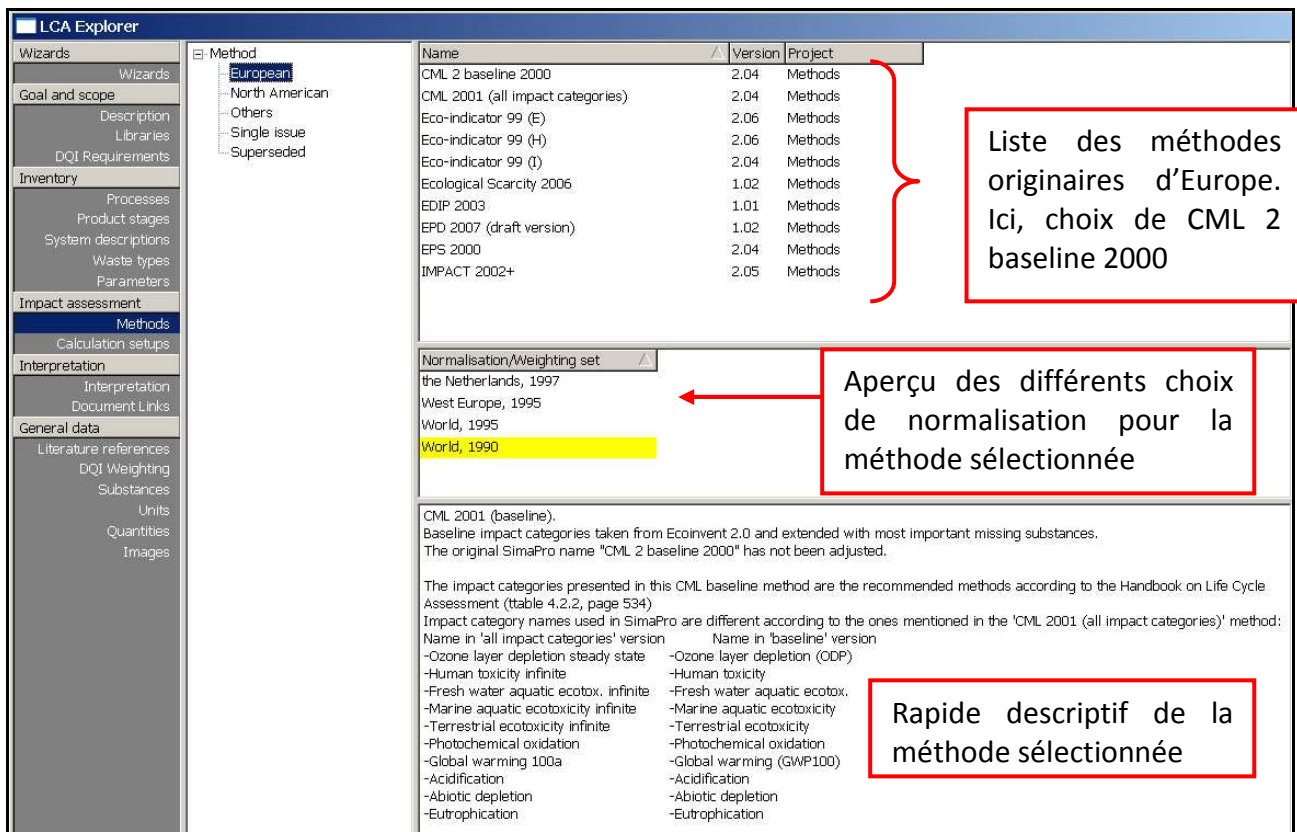 LCA Explorer
Wizards
Wizards
Goal and scope
Description
Libraries
DQI Requirements
Inventory
Processes
Product stages
System descriptions
Waste types
Parameters
Impact assessment
Methods
Calculation setups
Interpretation
Interpretation
Document Links
General data
Literature references
DQI Weighting
Substances
Units
Quantities
Images
Method
European
North American
Others
Single issue
Superseded
Name Version Project
CML 2 baseline 2000 2.04 Methods
CML 2001 (all impact categories) 2.04 Methods
Eco-indicator 99 (E) 2.06 Methods
Eco-indicator 99 (H) 2.06 Methods
Eco-indicator 99 (I) 2.04 Methods
Ecological Scarcity 2006 1.02 Methods
EDIP 2003 1.01 Methods
EPD 2007 (draft version) 1.02 Methods
EPS 2000 2.04 Methods
IMPACT 2002+ 2.05 Methods
Liste des méthodes
originaires d’Europe.
Ici, choix de CML 2
baseline 2000
Normalisation/Weighting set
the Netherlands, 1997
West Europe, 1995
World, 1995
World, 1990
Aperçu des différents choix
de normalisation pour la
méthode sélectionnée
CML 2001 (baseline).
Baseline impact categories taken from Ecoinvent 2.0 and extended with most important missing substances.
The original SimaPro name "CML 2 baseline 2000" has not been adjusted.
The impact categories presented in this CML baseline method are the recommended methods according to the Handbook on Life Cycle
Assessment (ttable 4.2.2, page 534)
Impact category names used in SimaPro are different according to the ones mentioned in the 'CML 2001 (all impact categories)' method:
Name in 'all impact categories' version Name in 'baseline' version
-Ozone layer depletion steady state -Ozone layer depletion (ODP)
-Human toxicity infinite -Human toxicity
-Fresh water aquatic ecotox. infinite -Fresh water aquatic ecotox.
-Marine aquatic ecotoxicity infinite -Marine aquatic ecotoxicity
-Terrestrial ecotoxicity infinite -Terrestrial ecotoxicity
-Photochemical oxidation -Photochemical oxidation
-Global warming 100a -Global warming (GWP100)
-Acidification -Acidification
-Abiotic depletion -Abiotic depletion
-Eutrophication -Eutrophication
Rapide descriptif de la
méthode sélectionnée